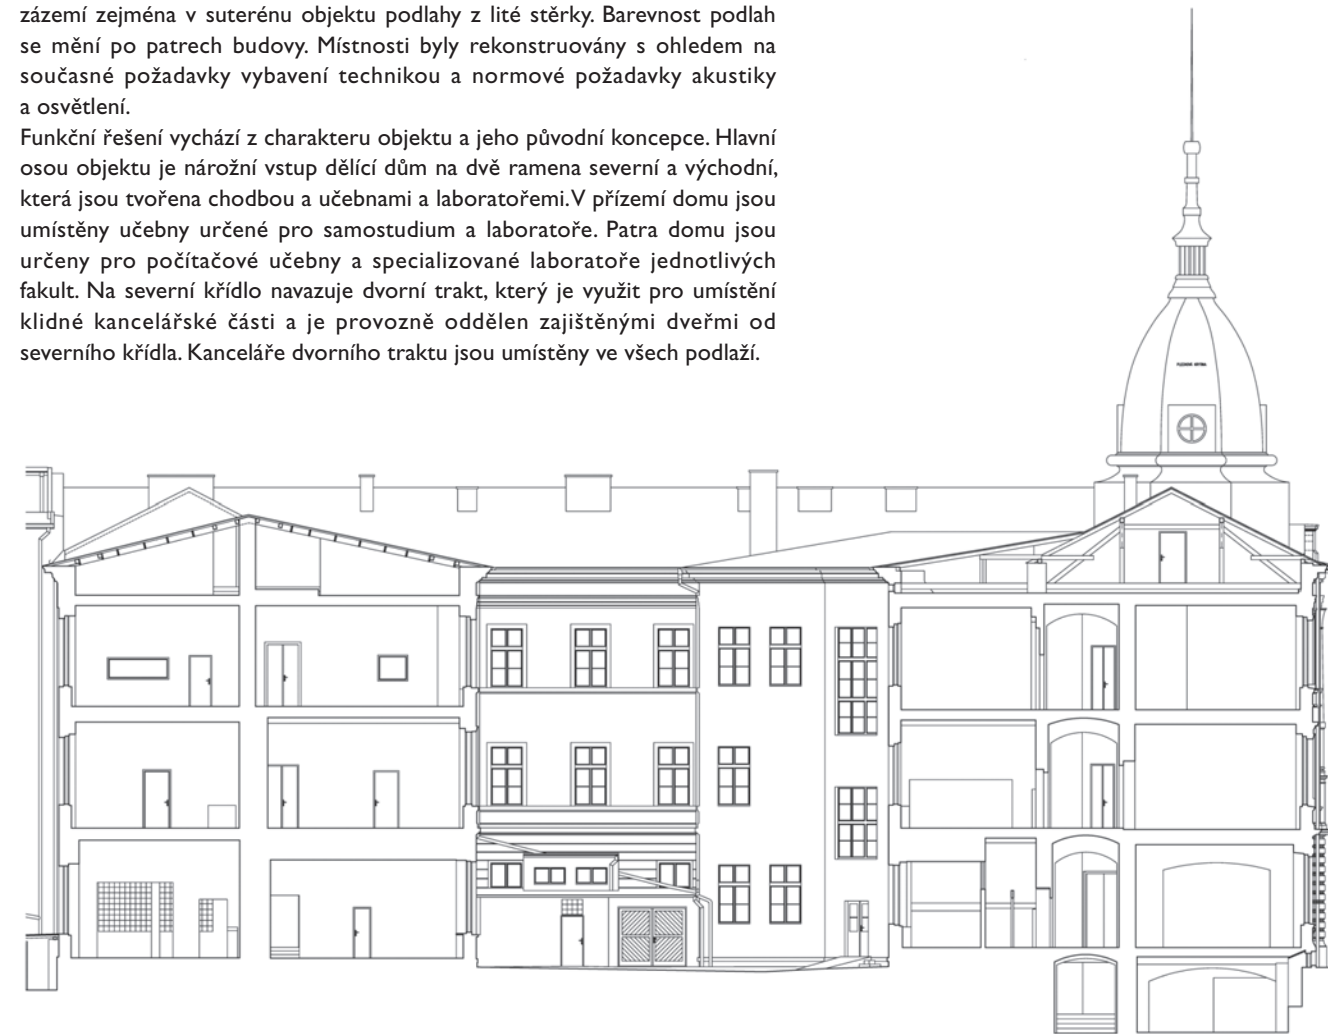 zázemí zejména v suterénu objektu podlahy z lité stěrky. Barevnost podlah
se mění po patrech budovy. Místnosti byly rekonstruovány s ohledem na
současné požadavky vybavení technikou a normové požadavky akustiky
a osvětlení.
Funkční řešení vychází z charakteru objektu a jeho původní koncepce. Hlavní
osou objektu je nárožní vstup dělící dům na dvě ramena severní a východní,
která jsou tvořena chodbou a učebnami a laboratořemi. V přízemí domu jsou
umístěny učebny určené pro samostudium a laboratoře. Patra domu jsou
určeny pro počítačové učebny a specializované laboratoře jednotlivých
fakult. Na severní křídlo navazuje dvorní trakt, který je využit pro umístění
klidné kancelářské části a je provozně oddělen zajištěnými dveřmi od
severního křídla. Kanceláře dvorního traktu jsou umístěny ve všech podlaží.